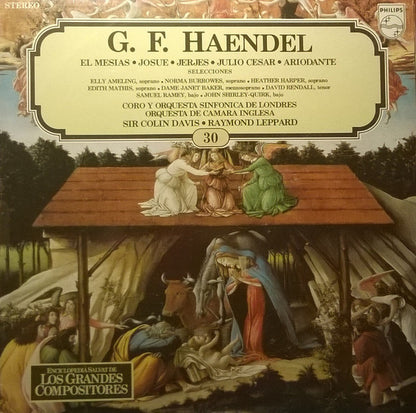 STEREO
PHILIPS
G. F. HAENDEL
EL MESIAS • JOSUE • JERJES • JULIO CESAR • ARIODANTE
SELECCIONES
ELLY AMELING, soprano • NORMA BURROWES, soprano • HEATHER HARPER, soprano
EDITH MATHIS, soprano • DAME JANET BAKER, mezzosoprano • DAVID RENDALL, tenor
SAMUEL RAMEY, bajo • JOHN SHIRLEY-QUIRK, bajo
CORO Y ORQUESTA SINFONICA DE LONDRES
ORQUESTA DE CAMARA INGLESA
SIR COLIN DAVIS • RAYMOND LEPPARD
30
ENCICLOPEDIA SALVAT DE
LOS GRANDES
COMPOSITORES